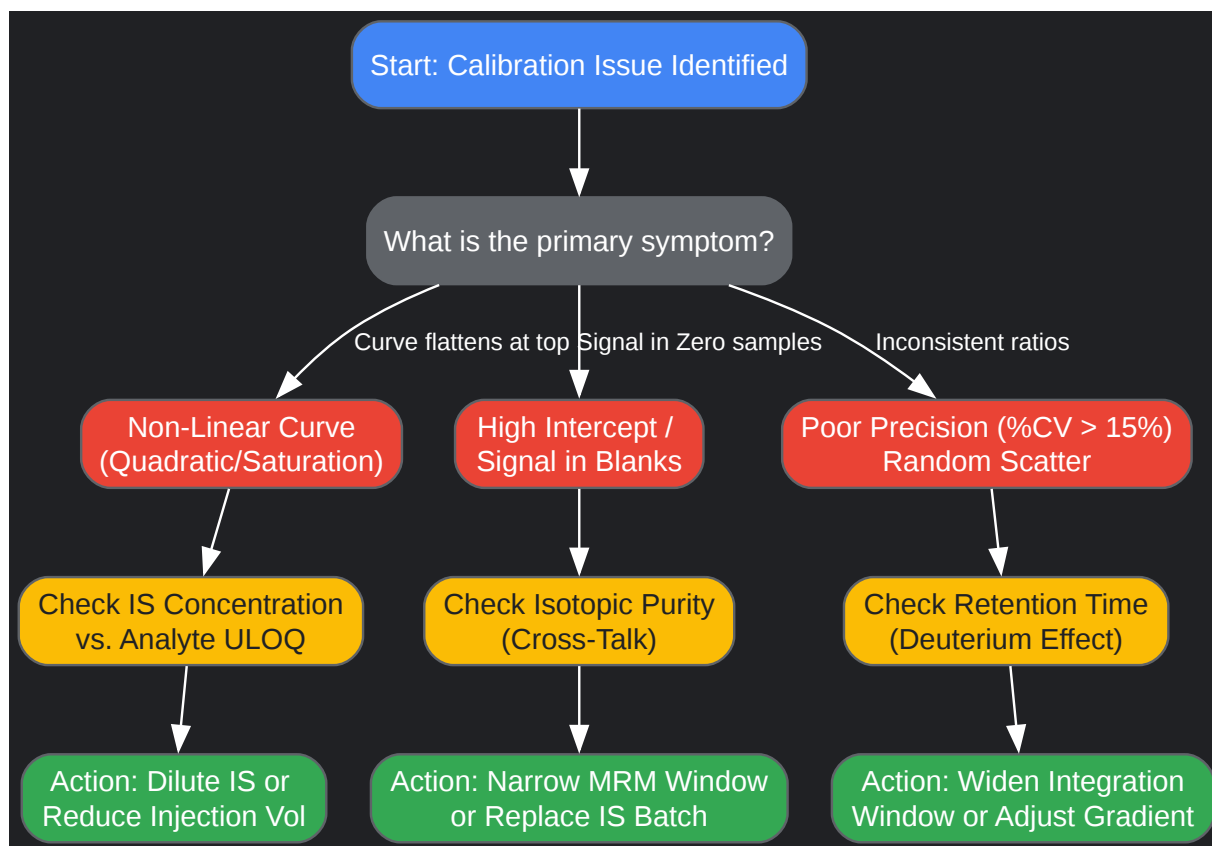 Start: Calibration Issue Identified
What is the primary symptom?
Curve flattens at top
Signal in Zero samples
Inconsistent ratios
Non-Linear Curve
(Quadratic/Saturation)
High Intercept /
Signal in Blanks
Poor Precision (%CV > 15%)
Random Scatter
Check IS Concentration
vs. Analyte ULOQ
Check Isotopic Purity
(Cross-Talk)
Check Retention Time
(Deuterium Effect)
Action: Dilute IS or
Reduce Injection Vol
Action: Narrow MRM Window
or Replace IS Batch
Action: Widen Integration
Window or Adjust Gradient